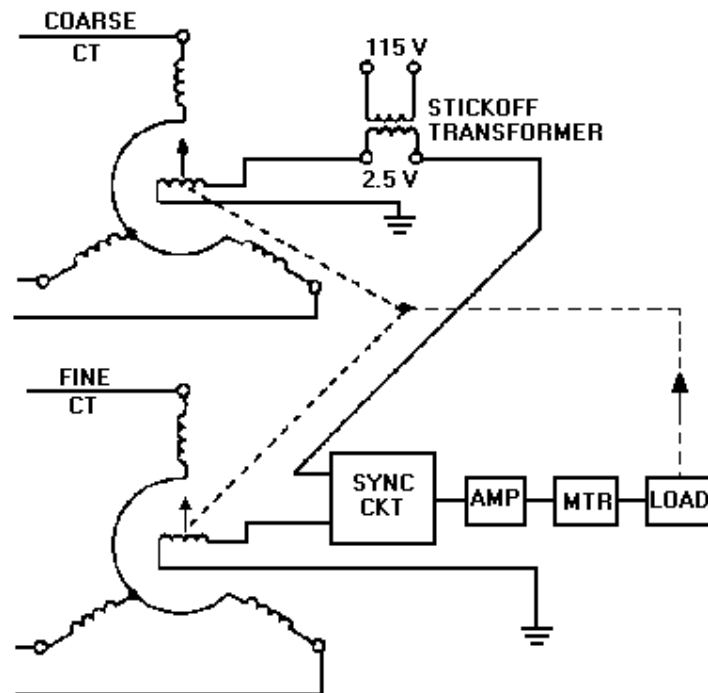 COARSE
CT
115 V
STICKOFF
TRANSFORMER
2.5 V
FINE
CT
SYNC
CKT
AMP
MTR
LOAD